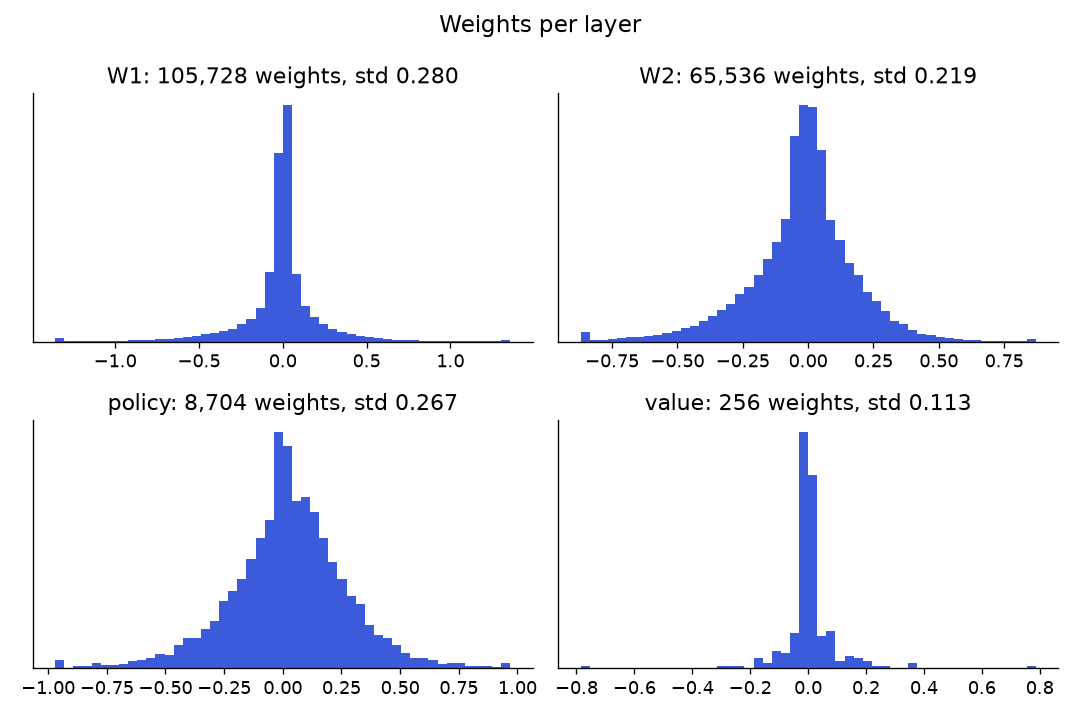 Weights per layer
W1: 105,728 weights, std 0.280
−1.0 −0.5 0.0 0.5 1.0
W2: 65,536 weights, std 0.219
−0.75 −0.50 −0.25 0.00 0.25 0.50 0.75
policy: 8,704 weights, std 0.267
−1.00 −0.75 −0.50 −0.25 0.00 0.25 0.50 0.75 1.00
value: 256 weights, std 0.113
−0.8 −0.6 −0.4 −0.2 0.0 0.2 0.4 0.6 0.8